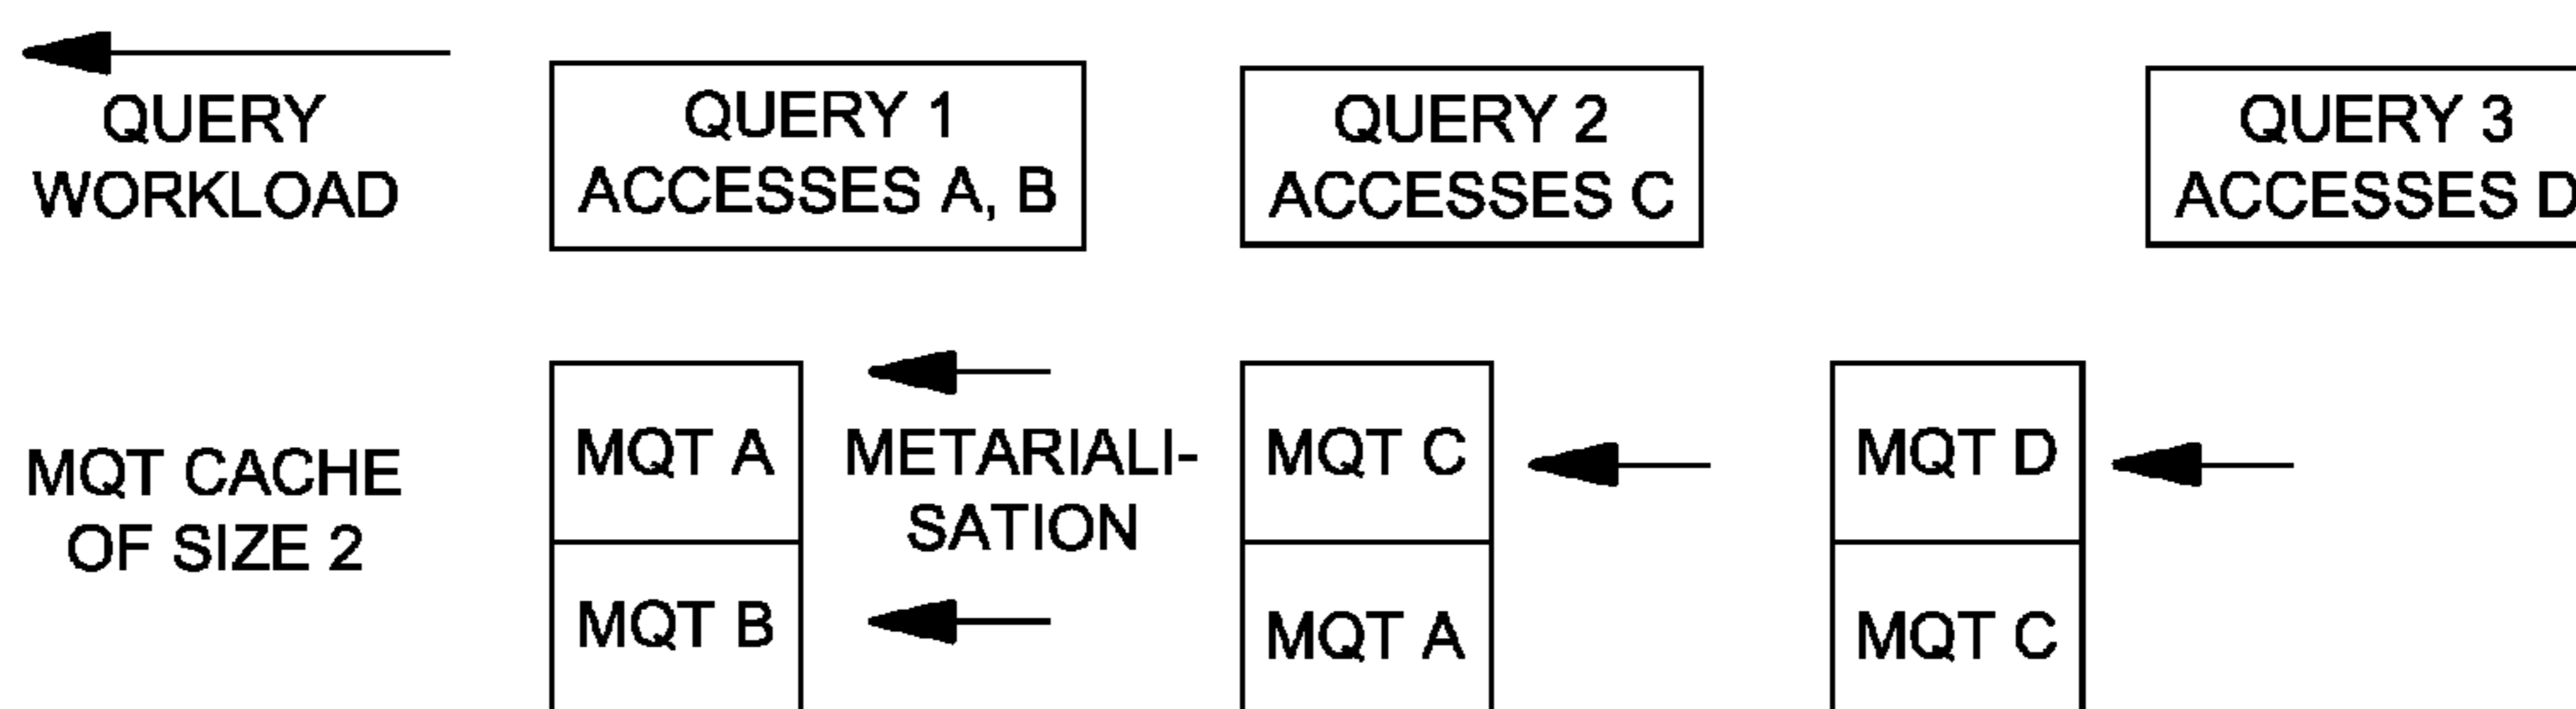 QUERY
WORKLOAD
QUERY 1
ACCESSES A, B
QUERY 2
ACCESSES C
QUERY 3
ACCESSES D
MQT CACHE
OF SIZE 2
MQT A
MQT B
METARIALI-
SATION
MQT C
MQT A
MQT D
MQT C